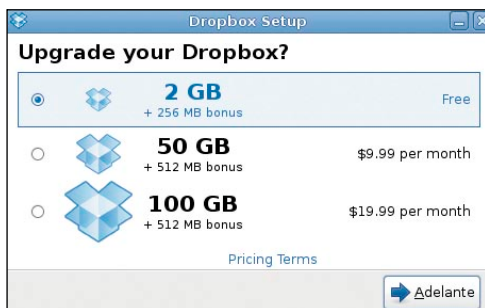 Dropbox Setup
Upgrade your Dropbox?
2 GB
+ 256 MB bonus
Free
50 GB
+ 512 MB bonus
$9.99 per month
100 GB
+ 512 MB bonus
$19.99 per month
Pricing Terms
Adelante